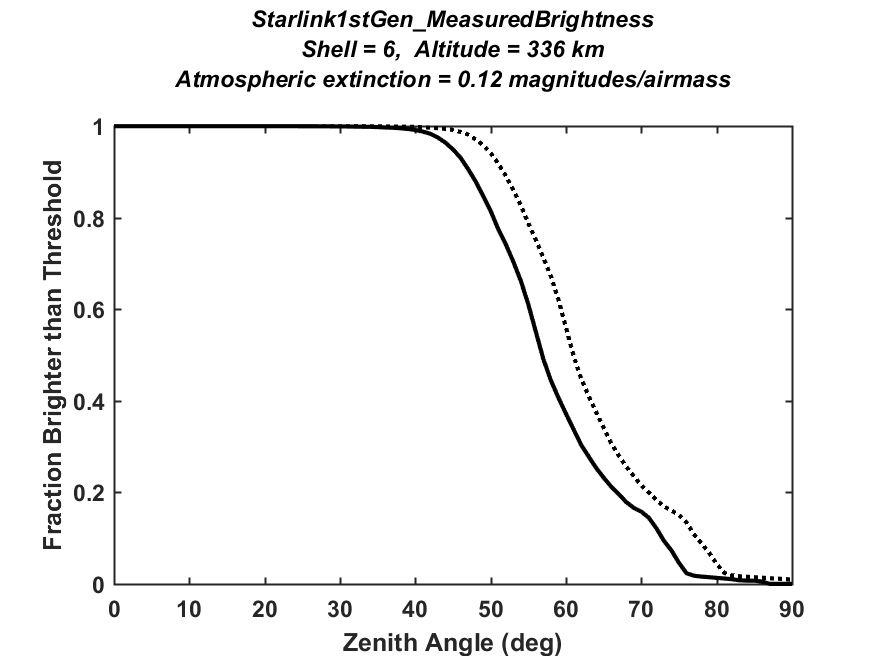 Starlink1stGen_MeasuredBrightness
Shell = 6,  Altitude = 336 km
Atmospheric extinction = 0.12 magnitudes/airmass
Fraction Brighter than Threshold
1
0.8
0.6
0.4
0.2
0
0 10 20 30 40 50 60 70 80 90
Zenith Angle (deg)